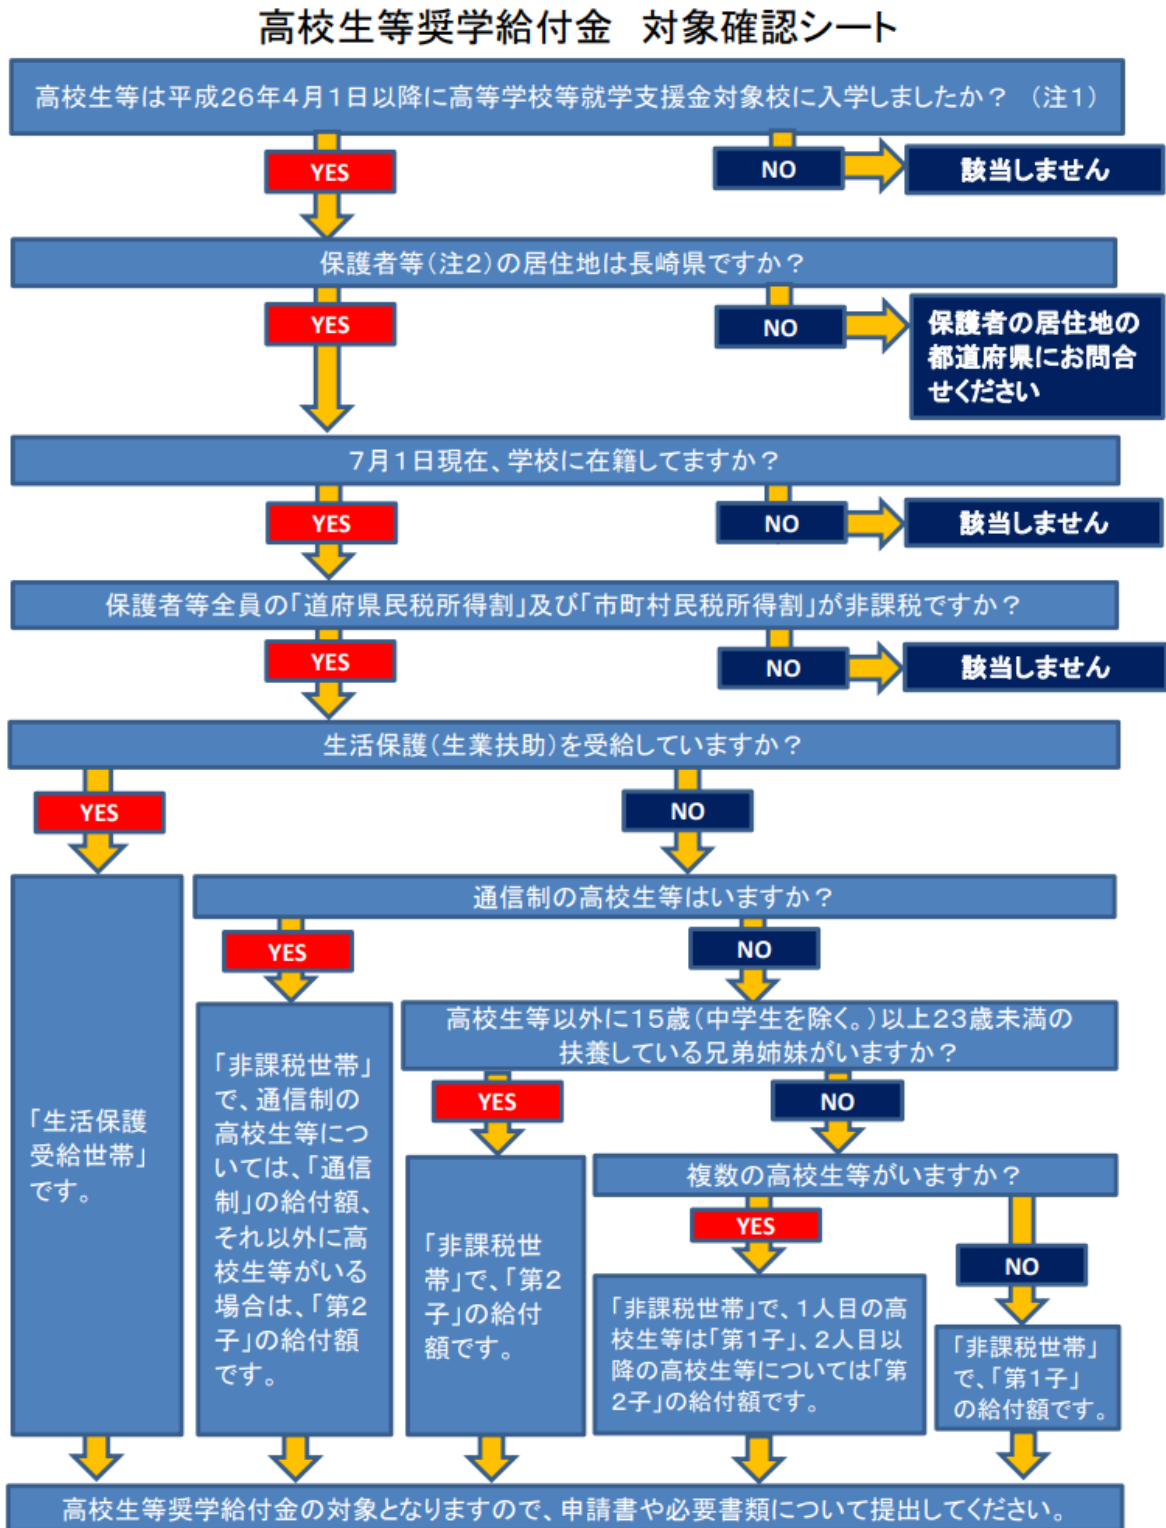 高校生等奨学給付金　対象確認シート
高校生等は平成26年4月1日以降に高等学校等就学支援金対象校に入学しましたか？（注1）
YES
NO
該当しません
保護者等（注2）の居住地は長崎県ですか？
YES
NO
保護者の居住地の
都道府県にお問合
せください
7月1日現在、学校に在籍してますか？
YES
NO
該当しません
保護者等全員の「道府県民税所得割」及び「市町村民税所得割」が非課税ですか？
YES
NO
該当しません
生活保護（生業扶助）を受給していますか？
YES
NO
通信制の高校生等はいますか？
YES
NO
高校生等以外に15歳（中学生を除く。）以上23歳未満の
扶養している兄弟姉妹がいますか？
YES
NO
複数の高校生等がいますか？
YES
NO
「生活保護
受給世帯」
です。
「非課税世帯」
で、通信制の
高校生等につ
いては、「通信
制」の給付額、
それ以外に高
校生等がいる
場合は、「第2
子」の給付額
です。
「非課税世
帯」で、「第2
子」の給付
額です。
「非課税世帯」で、1人目の高
校生等は「第1子」、2人目以
降の高校生等については「第
2子」の給付額です。
「非課税世帯」
で、「第1子」
の給付額です。
高校生等奨学給付金の対象となりますので、申請書や必要書類について提出してください。